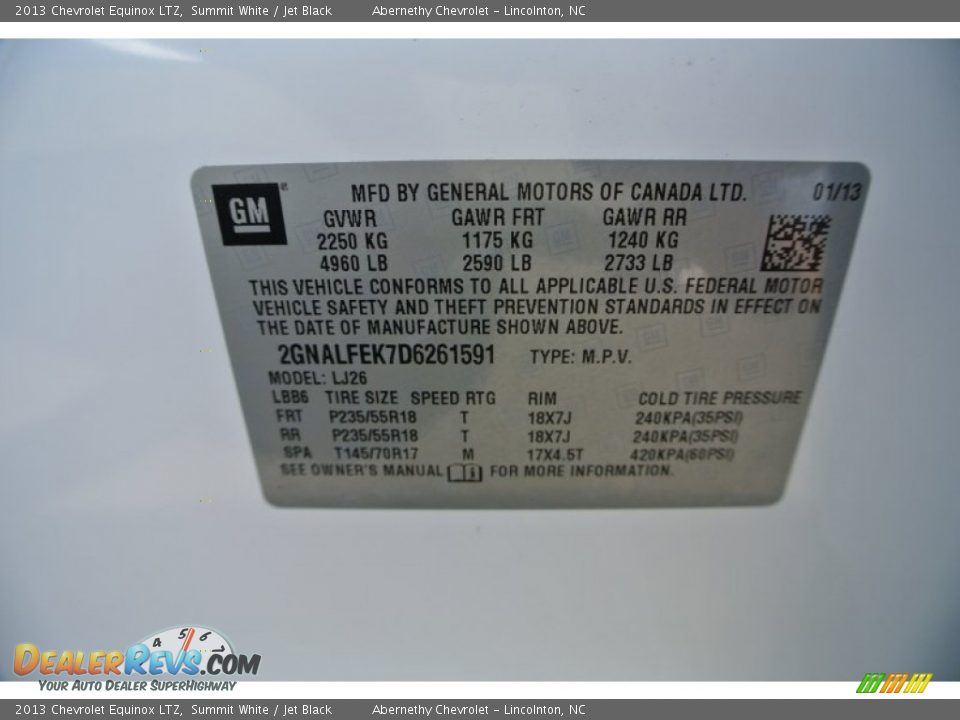 2013 Chevrolet Equinox LTZ, Summit White / Jet Black Abernethy Chevrolet - Lincolnton, NC
GM
MFD BY GENERAL MOTORS OF CANADA LTD. 01/13
GVWR GAWR FRT GAWR RR
2250 KG 1175 KG 1240 KG
4960 LB 2590 LB 2733 LB
THIS VEHICLE CONFORMS TO ALL APPLICABLE U.S. FEDERAL MOTOR
VEHICLE SAFETY AND THEFT PREVENTION STANDARDS IN EFFECT ON
THE DATE OF MANUFACTURE SHOWN ABOVE.
2GNALFEK7D6261591 TYPE: M.P.V.
MODEL: LJ26
LBB6 TIRE SIZE SPEED RTG RIM COLD TIRE PRESSURE
FRT P235/55R18 T 18X7J 240KPA(35PSI)
RR P235/55R18 T 18X7J 240KPA(35PSI)
SPA T145/70R17 M 17X4.5T 420KPA(60PSI)
SEE OWNER'S MANUAL FOR MORE INFORMATION.
4 5 6 7
DEALERREVS.COM
YOUR AUTO DEALER SUPERHIGHWAY
2013 Chevrolet Equinox LTZ, Summit White / Jet Black Abernethy Chevrolet - Lincolnton, NC